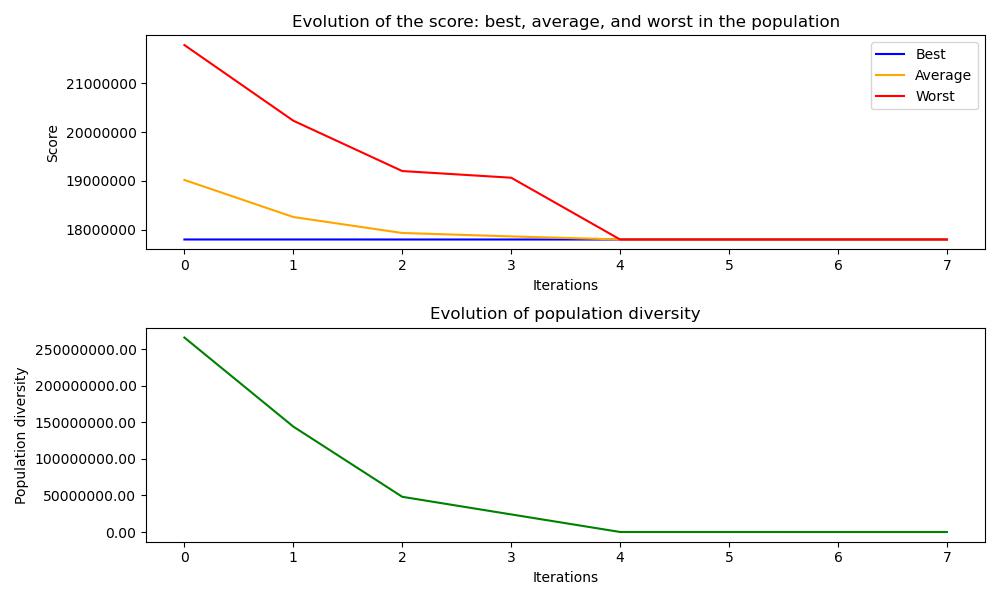 Evolution of the score: best, average, and worst in the population
Best
Average
Worst
Score
21000000
20000000
19000000
18000000
0 1 2 3 4 5 6 7
Iterations
Evolution of population diversity
Population diversity
250000000.00
200000000.00
150000000.00
100000000.00
50000000.00
0.00
0 1 2 3 4 5 6 7
Iterations